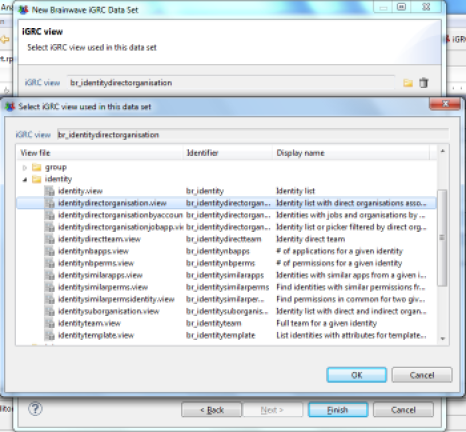 New Brainwave iGRC Data Set
iGRC view
Select iGRC view used in this data set
iGRC view br_identitydirectorganisation
Select iGRC view used in this data set
iGRC view br_identitydirectorganisation
View file Identifier Display name
group
identity
identity.view br_identity Identity list
identitydirectorganisation.view br_identitydirectorgan... Identity list with direct organisations asso...
identitydirectorganisationbyaccoun br_identitydirectorgan... Identities with jobs and organisations by ...
identitydirectorganisationjobapp.vi br_identitydirectorgan... Identity list or picker filtered by direct org...
identitydirectteam.view br_identitydirectteam Identity direct team
identitynbapps.view br_identitynbapps # of applications for a given identity
identitynbperms.view br_identitynbperms # of permissions for a given identity
identitysimilarapps.view br_identitysimilarapps Identities with similar apps from a given i...
identitysimilarperms.view br_identitysimilarperms Find identities with similar permissions fr...
identitysimilarpermsidentity.view br_identitysimilarper... Find permissions in common for two giv...
identitysuborganisation.view br_identitysuborganis... Identity list with direct and indirect organ...
identityteam.view br_identityteam Full team for a given identity
identitytemplate.view br_identitytemplate List identities with attributes for template...
OK Cancel
< Back Next > Finish Cancel